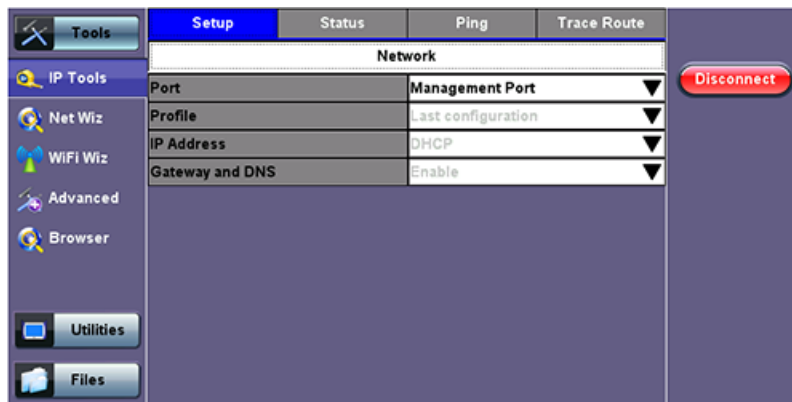 Tools
Setup Status Ping Trace Route
Network
IP Tools
Disconnect
Port Management Port
Net Wiz
Profile Last configuration
IP Address DHCP
WiFi Wiz
Gateway and DNS Enable
Advanced
Browser
Utilities
Files